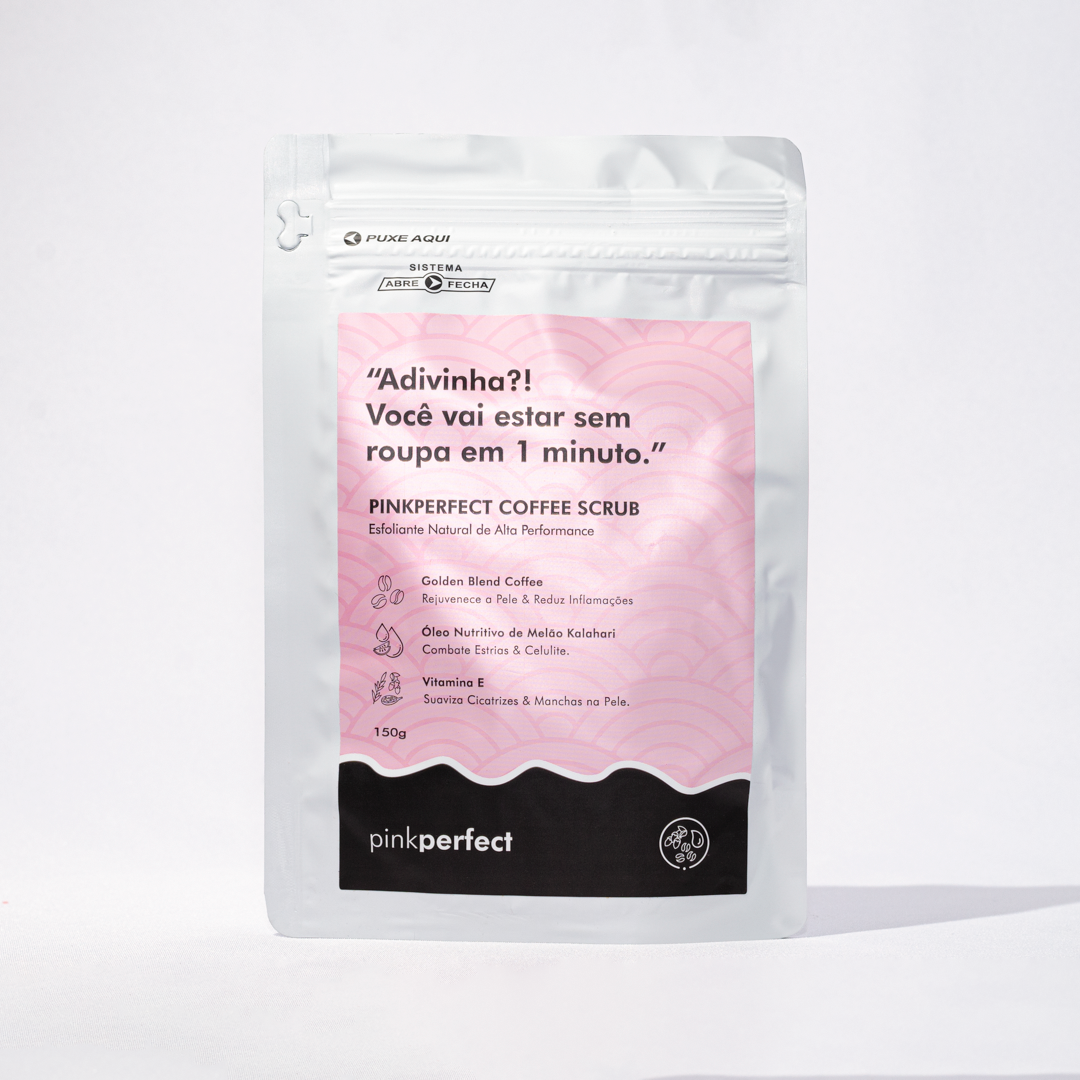 PUXE AQUI
SISTEMA
ABRE FECHA
“Adivinha?!
Você vai estar sem
roupa em 1 minuto.”
PINKPERFECT COFFEE SCRUB
Esfoliante Natural de Alta Performance
Golden Blend Coffee
Rejuvenece a Pele & Reduz Inflamações
Óleo Nutritivo de Melão Kalahari
Combate Estrias & Celulite.
Vitamina E
Suaviza Cicatrizes & Manchas na Pele.
150g
pinkperfect